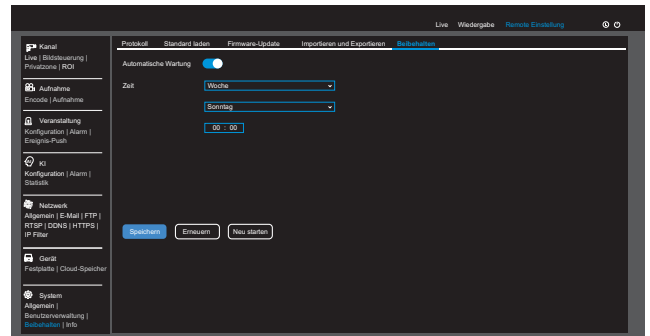 Live Wiedergabe Remote Einstellung
Kanal
Live | Bildsteuerung |
Privatzone | ROI
Aufnahme
Encode | Aufnahme
Veranstaltung
Konfiguration | Alarm |
Ereignis-Push
KI
Konfiguration | Alarm |
Statistik
Netzwerk
Allgemein | E-Mail | FTP |
RTSP | DDNS | HTTPS |
IP Filter
Gerät
Festplatte | Cloud-Speicher
System
Allgemein |
Benutzerverwaltung |
Beibehalten | Info
Protokoll Standard laden Firmware-Update Importieren und Exportieren Beibehalten
Automatische Wartung
Zeit Woche
Sonntag
00 : 00
Speichern Erneuern Neu starten